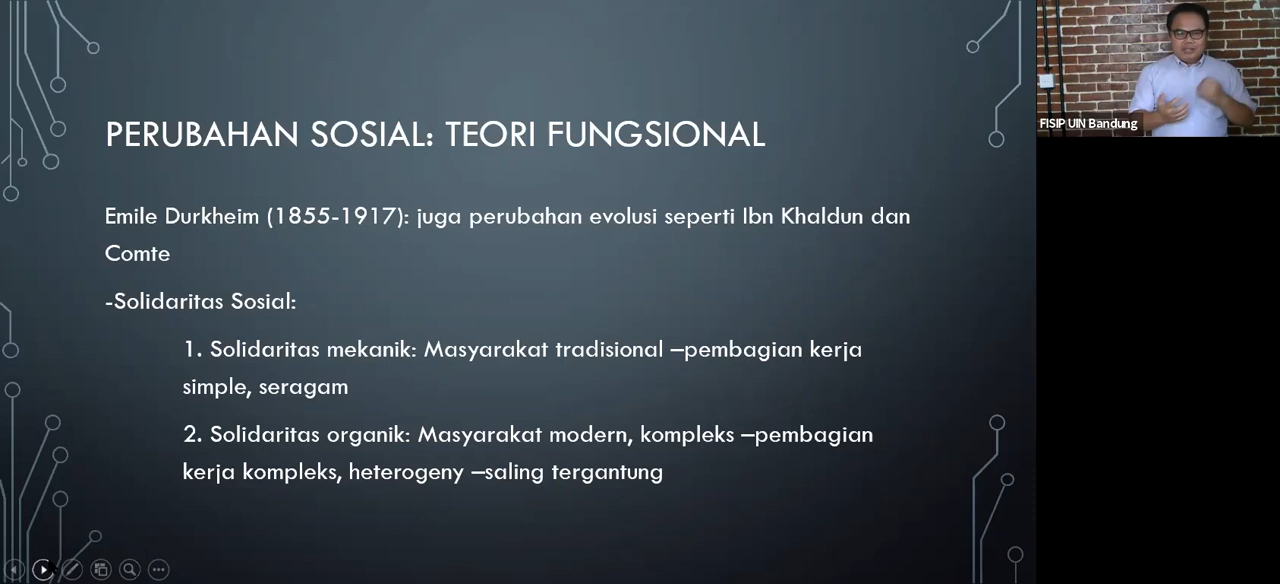 PERUBAHAN SOSIAL: TEORI FUNGSIONAL
Emile Durkheim (1855-1917): juga perubahan evolusi seperti Ibn Khaldun dan
Comte
-Solidaritas Sosial:
1. Solidaritas mekanik: Masyarakat tradisional –pembagian kerja
simple, seragam
2. Solidaritas organik: Masyarakat modern, kompleks –pembagian
kerja kompleks, heterogeny –saling tergantung
FISIP UIN Bandung